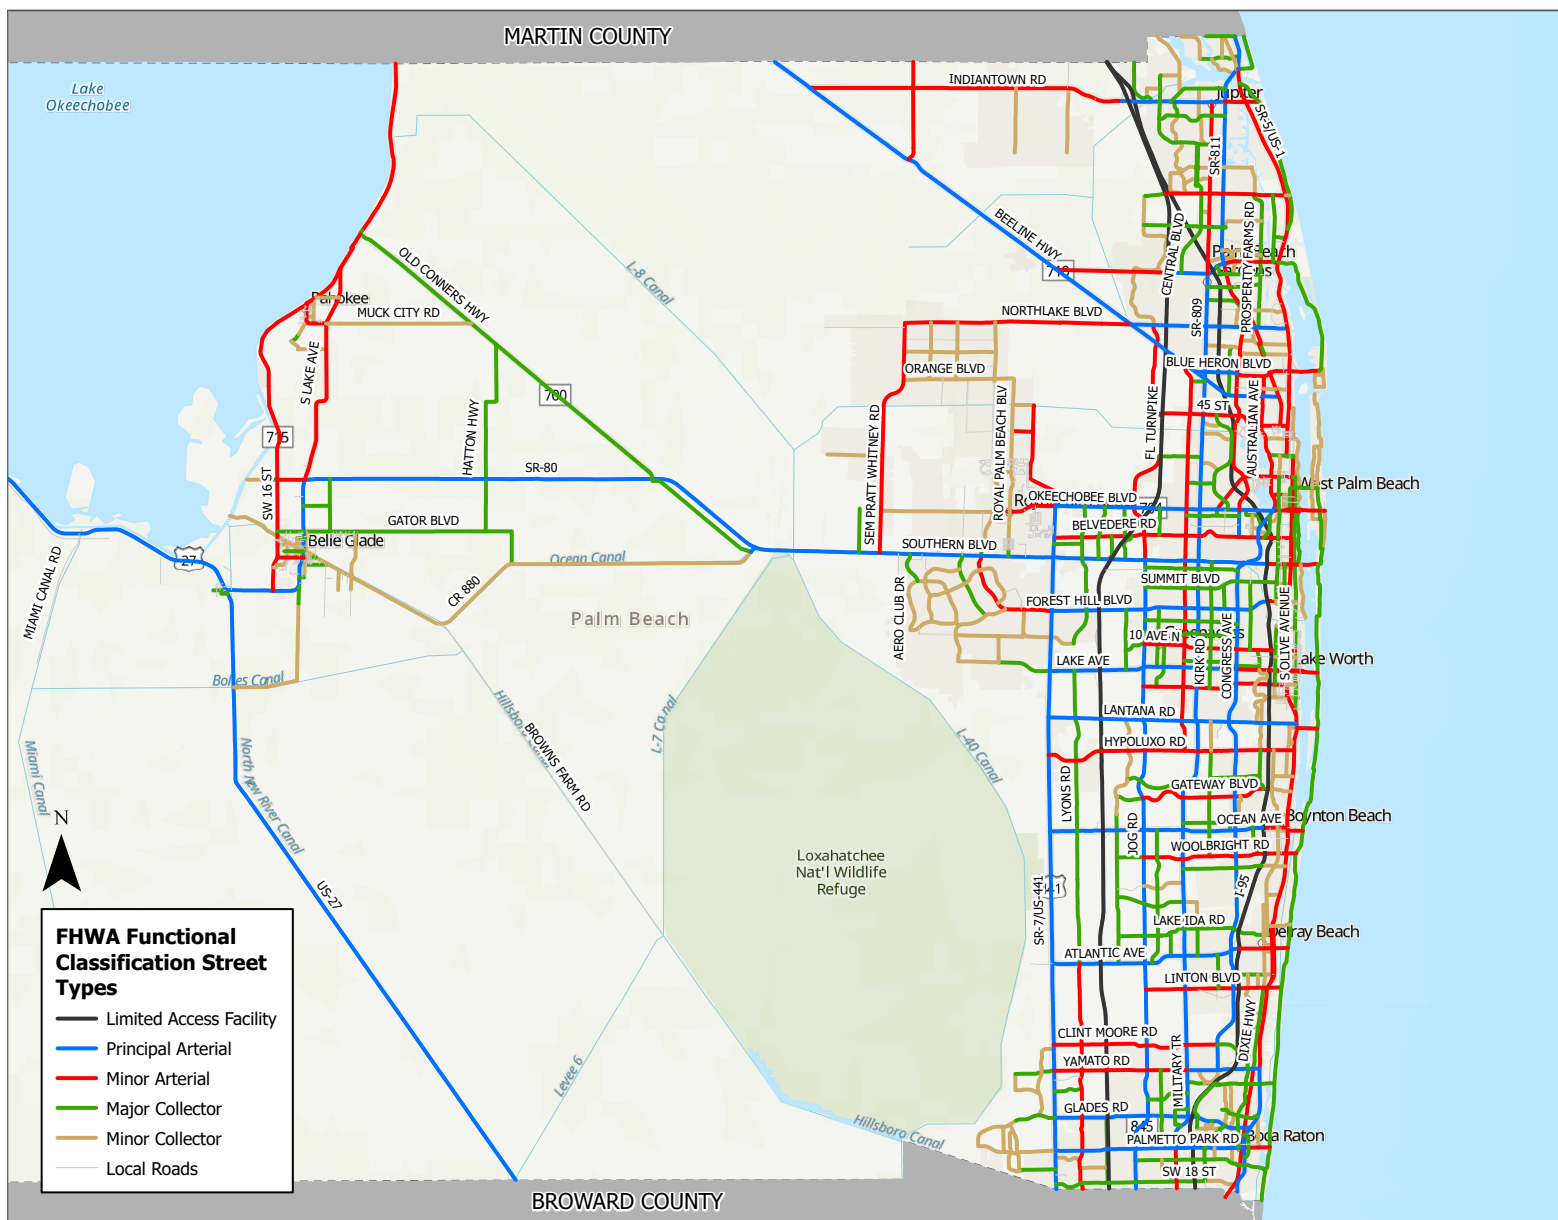 MARTIN COUNTY
Lake
Okeechobee
INDIANTOWN RD
Jupiter
SR-5/US-1
SR-811
BEELINE HWY
CENTRAL BLVD
PROSPERITY FARMS RD
Palm Beach
Gardens
OLD CONNERS HWY
L-8 Canal
710
Pahokee
MUCK CITY RD
NORTHLAKE BLVD
SR-809
S LAKE AVE
ORANGE BLVD
BLUE HERON BLVD
700
HATTON HWY
SEM PRATT WHITNEY RD
ROYAL PALM BEACH BLV
FL TURNPIKE
45 ST
AUSTRALIAN AVE
715
SW 16 ST
SR-80
West Palm Beach
OKEECHOBEE BLVD
GATOR BLVD
BELVEDERE RD
Belle Glade
SOUTHERN BLVD
27
MIAMI CANAL RD
Ocean Canal
CR 880
SUMMIT BLVD
AERO CLUB DR
FOREST HILL BLVD
Palm Beach
10 AVE N
Greenacres
KIRK RD
CONGRESS AVE
S OLIVE AVENUE
LAKE AVE
Lake Worth
Bolles Canal
Hillsboro Canal
BROWNS FARM RD
L-7 Canal
LANTANA RD
L-40 Canal
HYPOLUXO RD
Miami Canal
North New River Canal
LYONS RD
GATEWAY BLVD
JOG RD
OCEAN AVE
Boynton Beach
N
WOOLBRIGHT RD
Loxahatchee
Nat'l Wildlife
Refuge
US-27
441
SR-7/US-441
I-95
LAKE IDA RD
Delray Beach
ATLANTIC AVE
LINTON BLVD
CLINT MOORE RD
DIXIE HWY
YAMATO RD
MILITARY TR
Levee 6
GLADES RD
Hillsboro Canal
845
PALMETTO PARK RD
Boca Raton
SW 18 ST
FHWA Functional
Classification Street
Types
Limited Access Facility
Principal Arterial
Minor Arterial
Major Collector
Minor Collector
Local Roads
BROWARD COUNTY